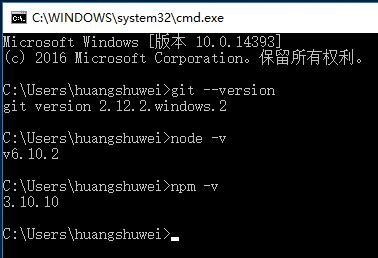 C:\WINDOWS\system32\cmd.exe
Microsoft Windows [版本 10.0.14393]
(c) 2016 Microsoft Corporation。保留所有权利。
C:\Users\huangshuwei>git --version
git version 2.12.2.windows.2
C:\Users\huangshuwei>node -v
v6.10.2
C:\Users\huangshuwei>npm -v
3.10.10
C:\Users\huangshuwei>